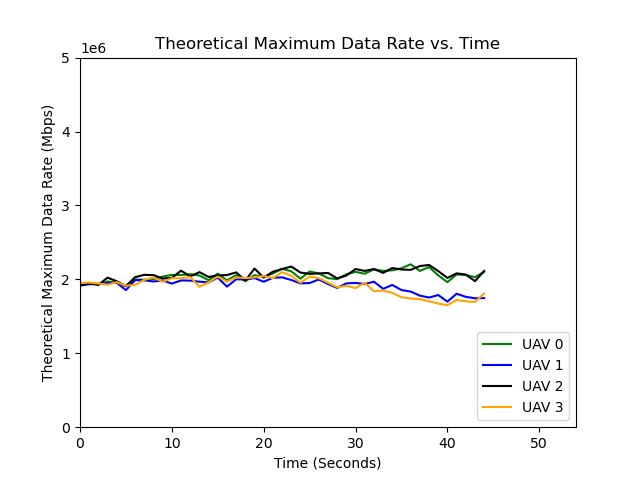 Theoretical Maximum Data Rate vs. Time
1e6
5
4
3
2
1
0
Theoretical Maximum Data Rate (Mbps)
0 10 20 30 40 50
Time (Seconds)
UAV 0
UAV 1
UAV 2
UAV 3